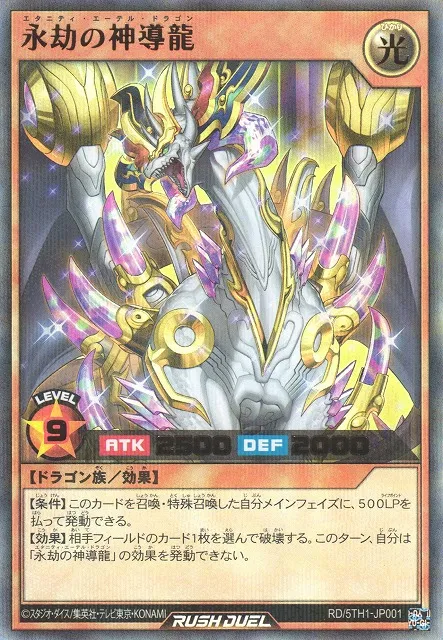 エタニティ・エーテル・ドラゴン
永劫の神導龍
ひかり
光
LEVEL
9
ATK 2500 DEF 2000
【ドラゴン族/効果】
【条件】このカードを召喚・特殊召喚した自分メインフェイズに、500LPを
払って発動できる。
【効果】相手フィールドのカード1枚を選んで破壊する。このターン、自分は
「永劫の神導龍」の効果を発動できない。
©スタジオ・ダイス/集英社・テレビ東京・KONAMI
RUSH DUEL
RD/5TH1-JP001